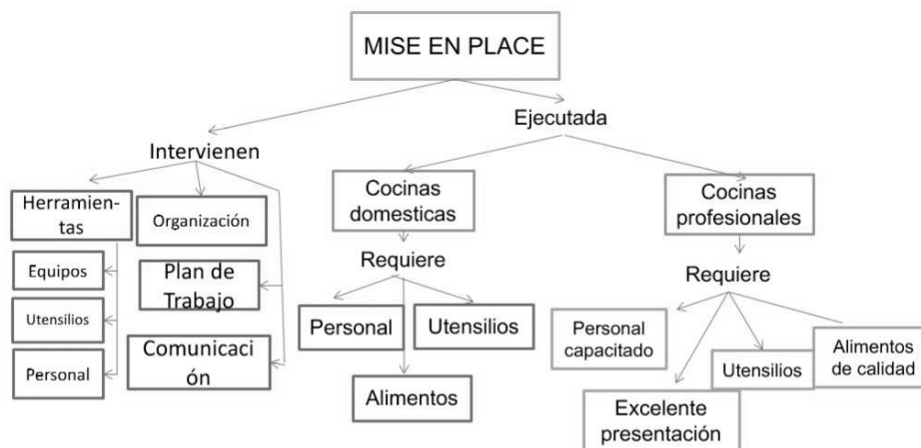 MISE EN PLACE
Ejecutada
Intervienen
Herramien-
tas
Equipos
Utensilios
Personal
Organización
Plan de
Trabajo
Comunicaci
ón
Cocinas
domesticas
Requiere
Personal
Utensilios
Alimentos
Cocinas
profesionales
Requiere
Personal
capacitado
Excelente
presentación
Utensilios
Alimentos
de calidad